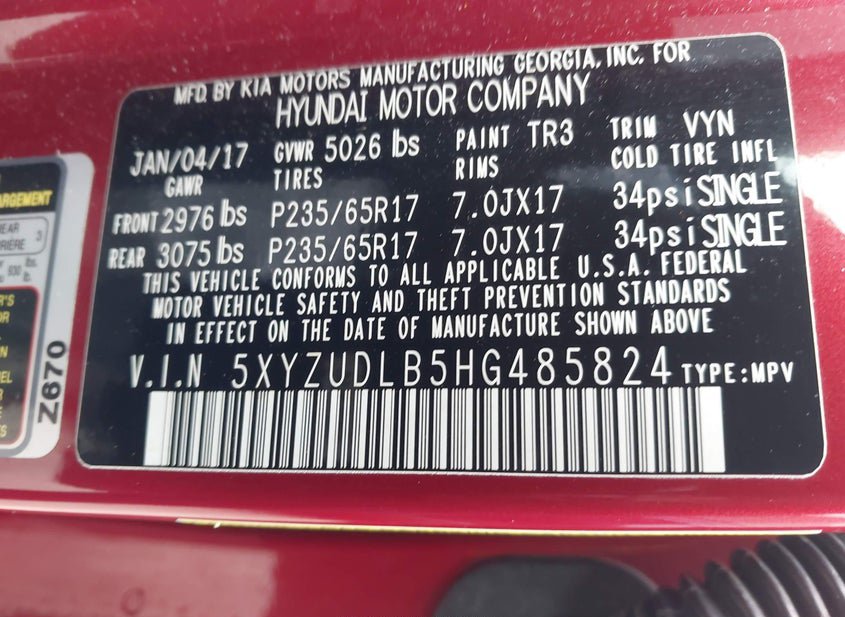 MFD. BY KIA MOTORS MANUFACTURING GEORGIA, INC. FOR
HYUNDAI MOTOR COMPANY
JAN/04/17 GVWR 5026 lbs PAINT TR3 TRIM VYN
GAWR TIRES RIMS COLD TIRE INFL
FRONT 2976 lbs P235/65R17 7.0JX17 34psi SINGLE
REAR 3075 lbs P235/65R17 7.0JX17 34psi SINGLE
THIS VEHICLE CONFORMS TO ALL APPLICABLE U.S.A. FEDERAL
MOTOR VEHICLE SAFETY AND THEFT PREVENTION STANDARDS
IN EFFECT ON THE DATE OF MANUFACTURE SHOWN ABOVE
V.I.N 5XYZUDLB5HG485824 TYPE:MPV
Z670